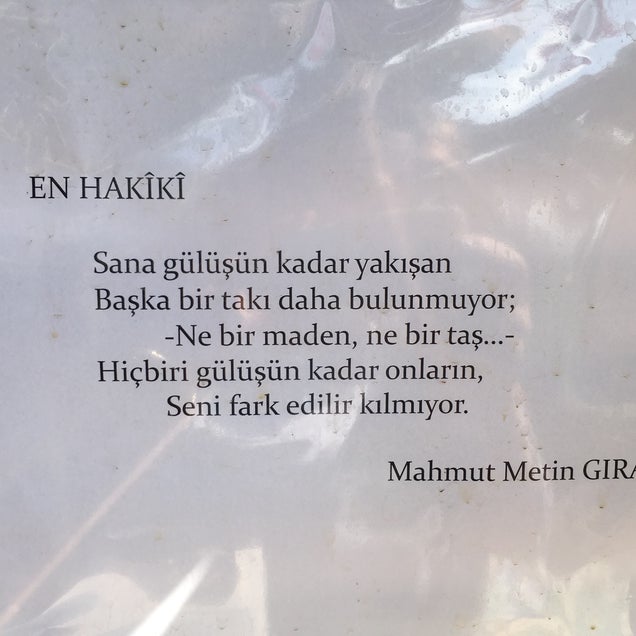 EN HAKÎKÎ
Sana gülüşün kadar yakışan
Başka bir takı daha bulunmuyor;
-Ne bir maden, ne bir taş...-
Hiçbiri gülüşün kadar onların,
Seni fark edilir kılmıyor.
Mahmut Metin